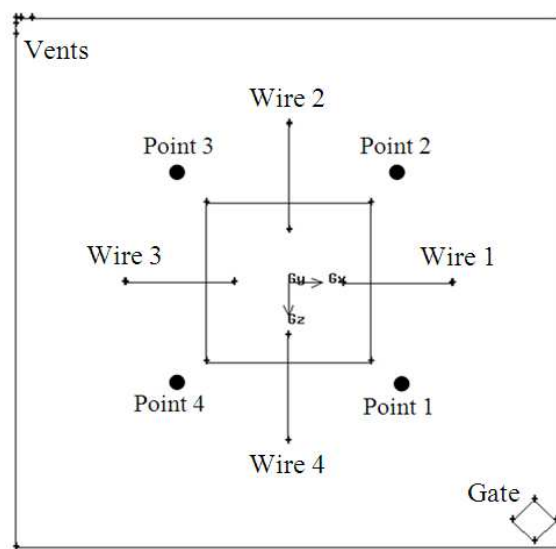 Vents
Wire 2
Point 3
Point 2
Wire 3
Wire 1
Gy
Gx
Gz
Point 4
Point 1
Wire 4
Gate